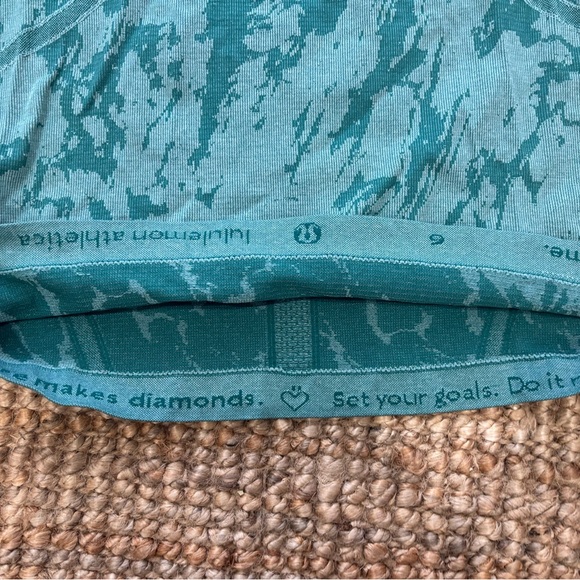 lululemon athletica 6
makes diamonds. ♡ Set your goals. Do it